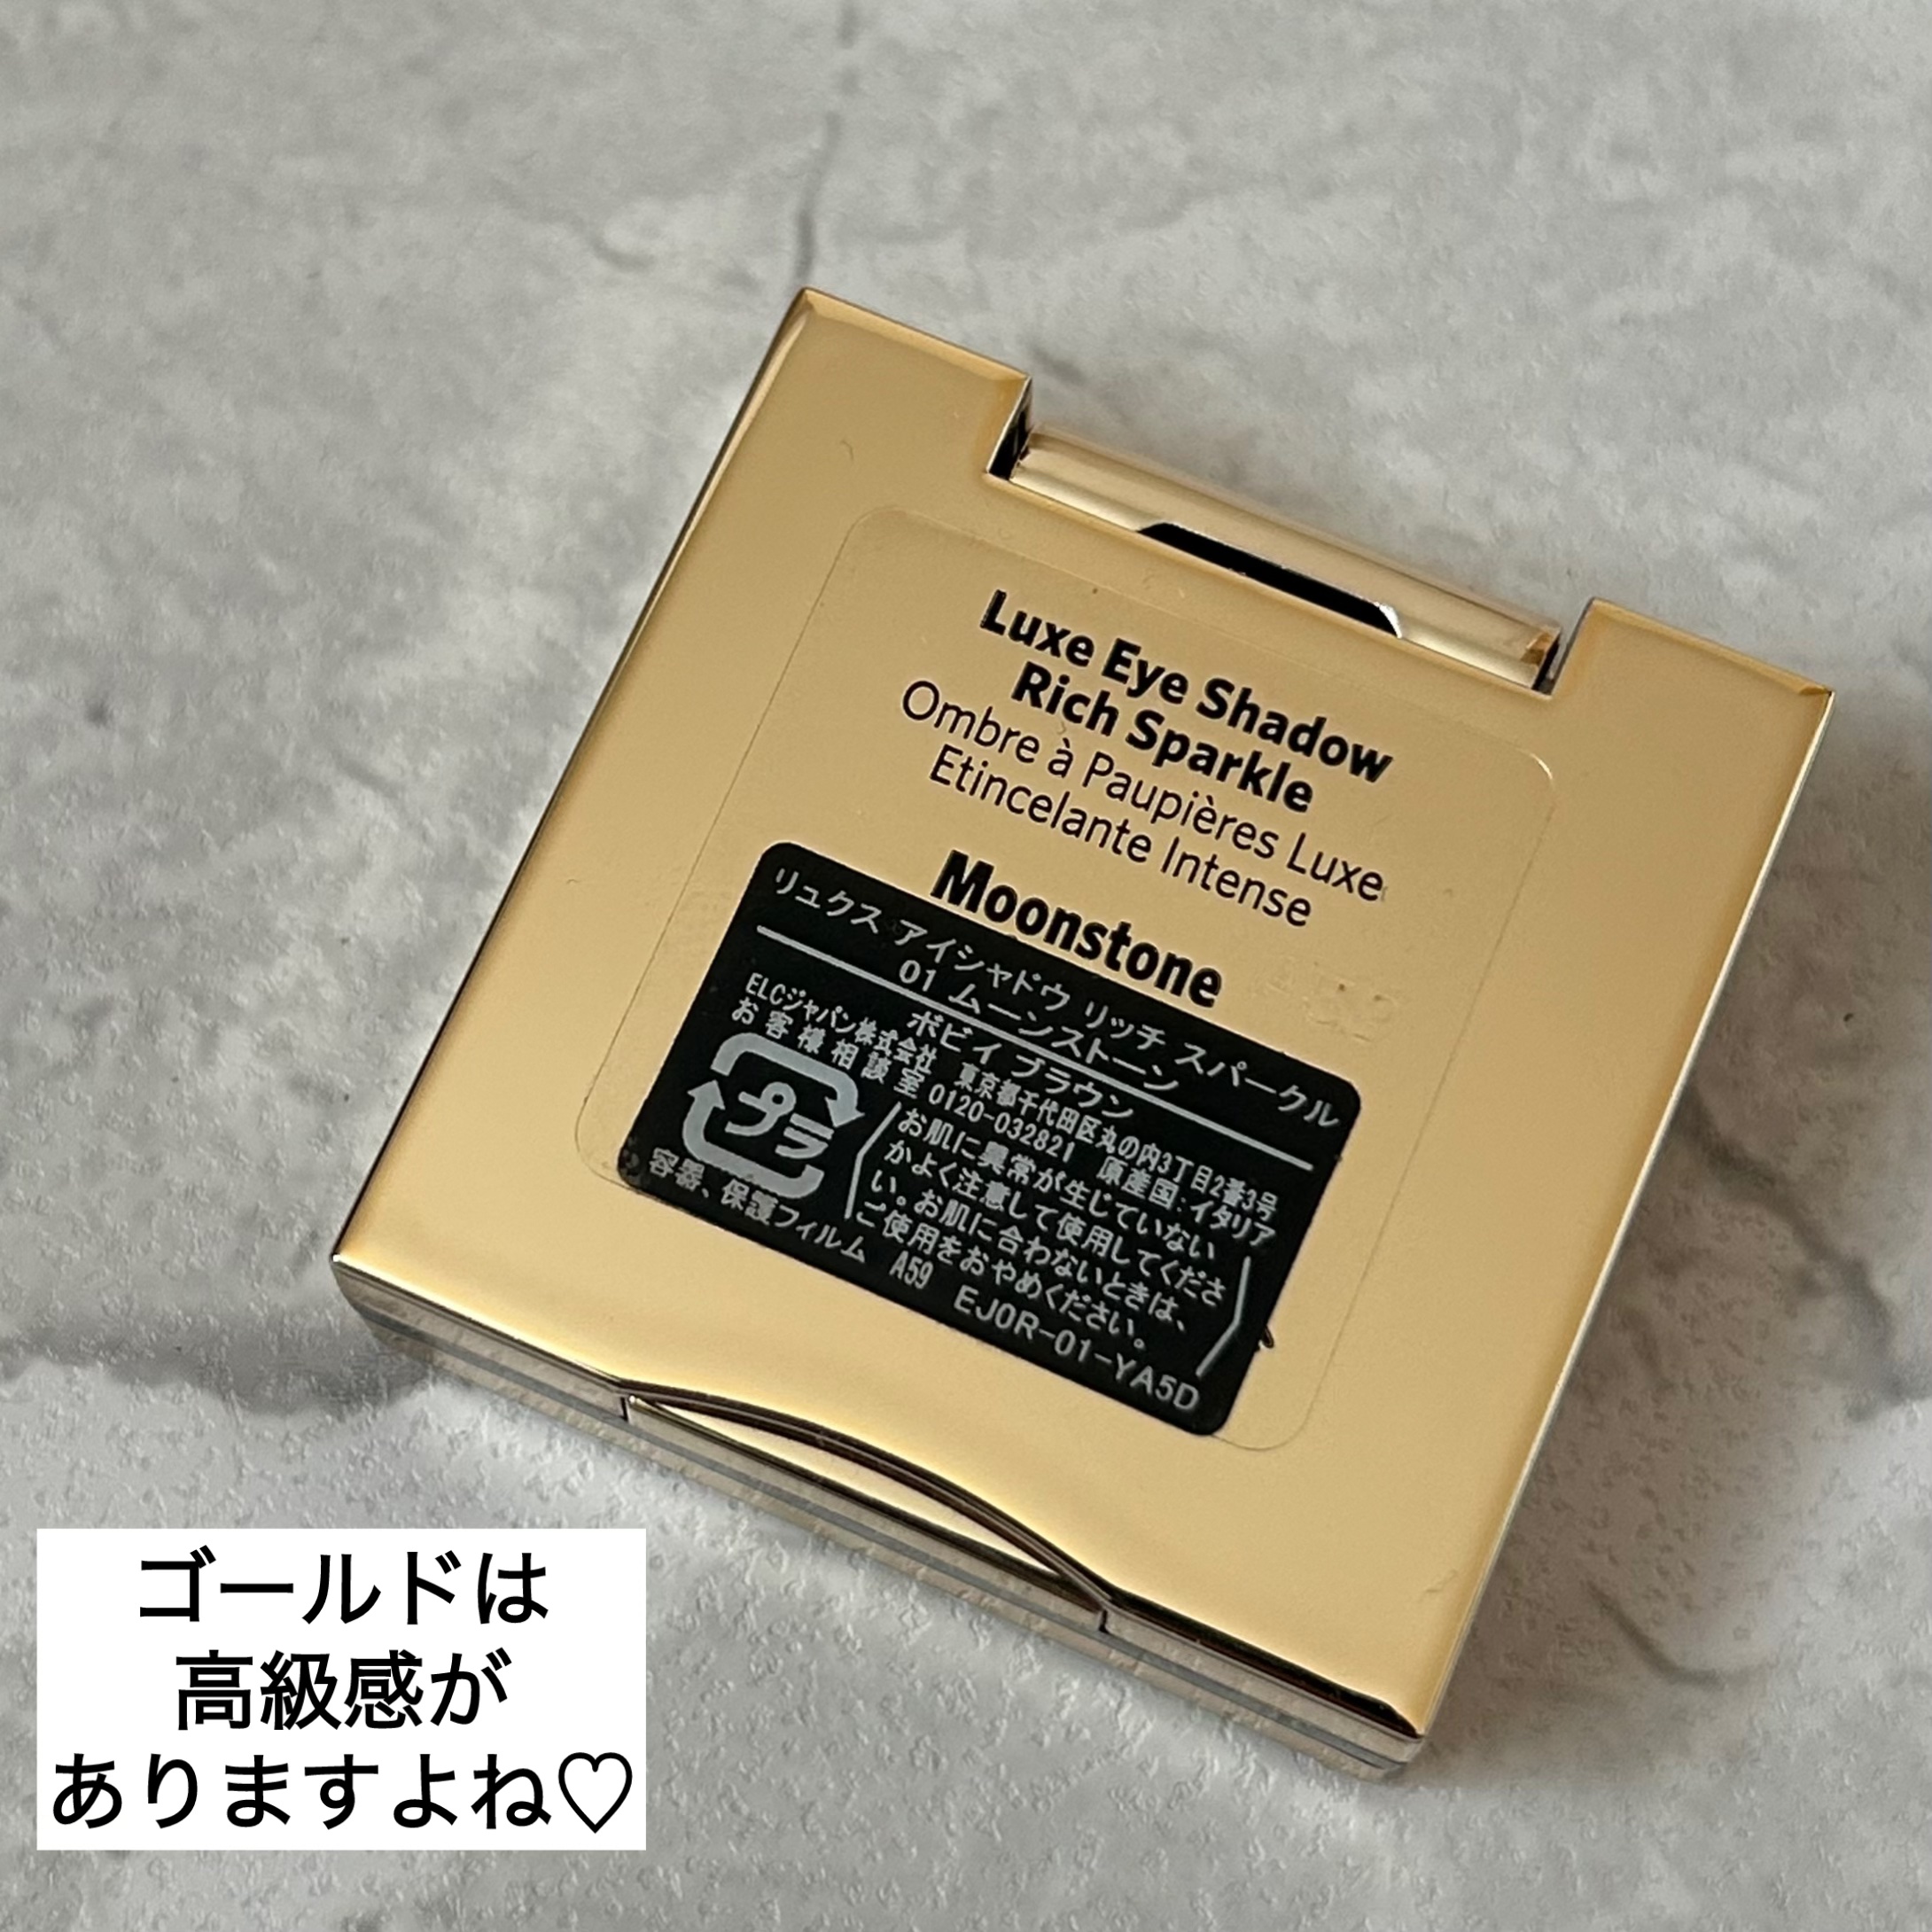 Luxe Eye Shadow
Rich Sparkle
Ombre à Paupières Luxe
Etincelante Intense
Moonstone
リュクス アイシャドウ リッチ スパークル
01 ムーンストーン
ボビイ ブラウン
ELCジャパン株式会社 東京都千代田区丸の内3丁目2番3号
お客様相談室 0120-032821 原産国:イタリア
プラ
お肌に異常が生じていない
かよく注意して使用してくださ
い。お肌に合わないときは、
ご使用をおやめください。
容器、保護フィルム A59 EJ0R-01-YA5D
ゴールドは
高級感が
ありますよね♡